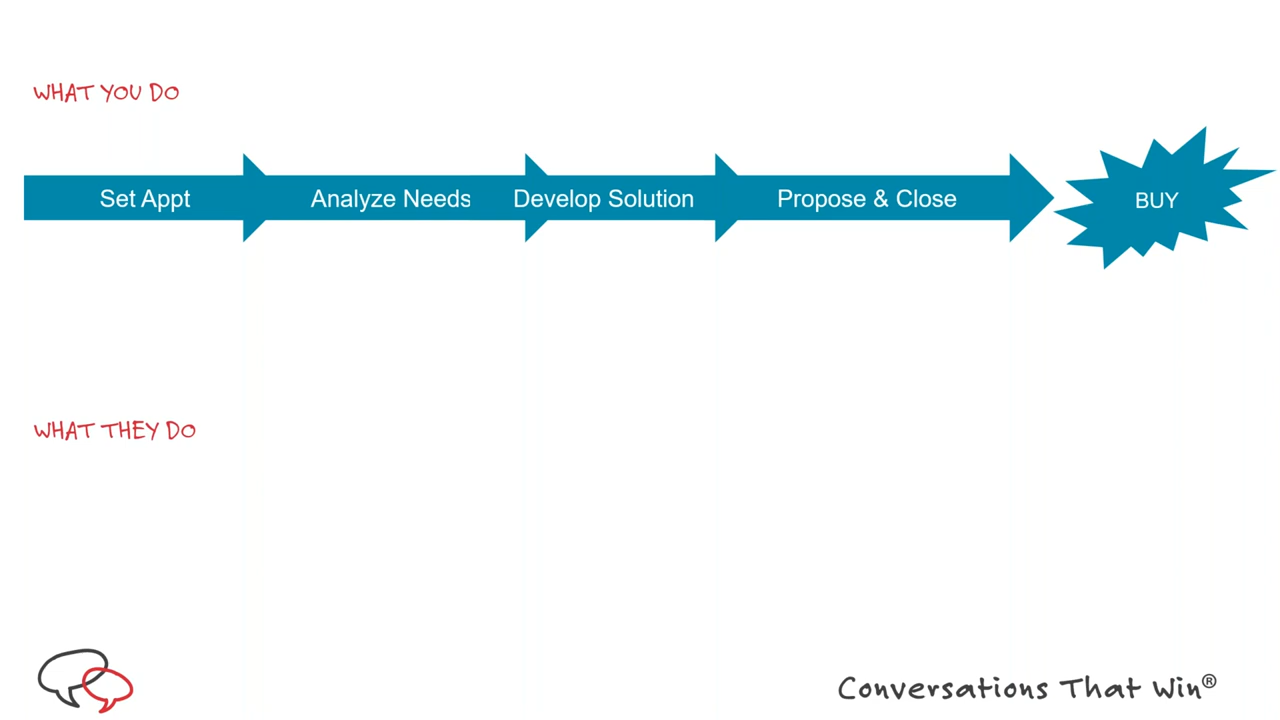 WHAT YOU DO
Set Appt Analyze Needs Develop Solution Propose & Close BUY
WHAT THEY DO
Conversations That Win®